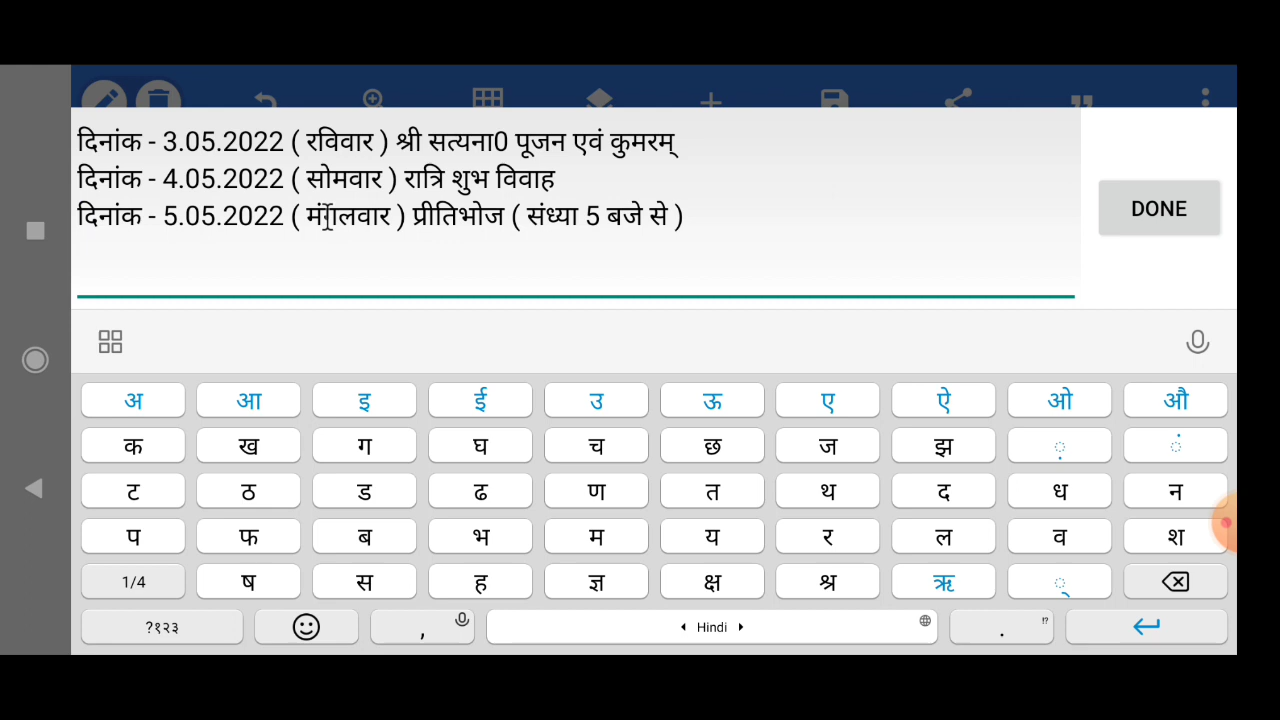 दिनांक - 3.05.2022 ( रविवार ) श्री सत्यना0 पूजन एवं कुमरम्
दिनांक - 4.05.2022 ( सोमवार ) रात्रि शुभ विवाह
दिनांक - 5.05.2022 ( मंगलवार ) प्रीतिभोज ( संध्या 5 बजे से )
DONE
अ आ इ ई उ ऊ ए ऐ ओ औ
क ख ग घ च छ ज झ ़ ं
ट ठ ड ढ ण त थ द ध न
प फ ब भ म य र ल व श
1/4 ष स ह ज्ञ क्ष श्र ऋ ्
?१२३ , Hindi . !?